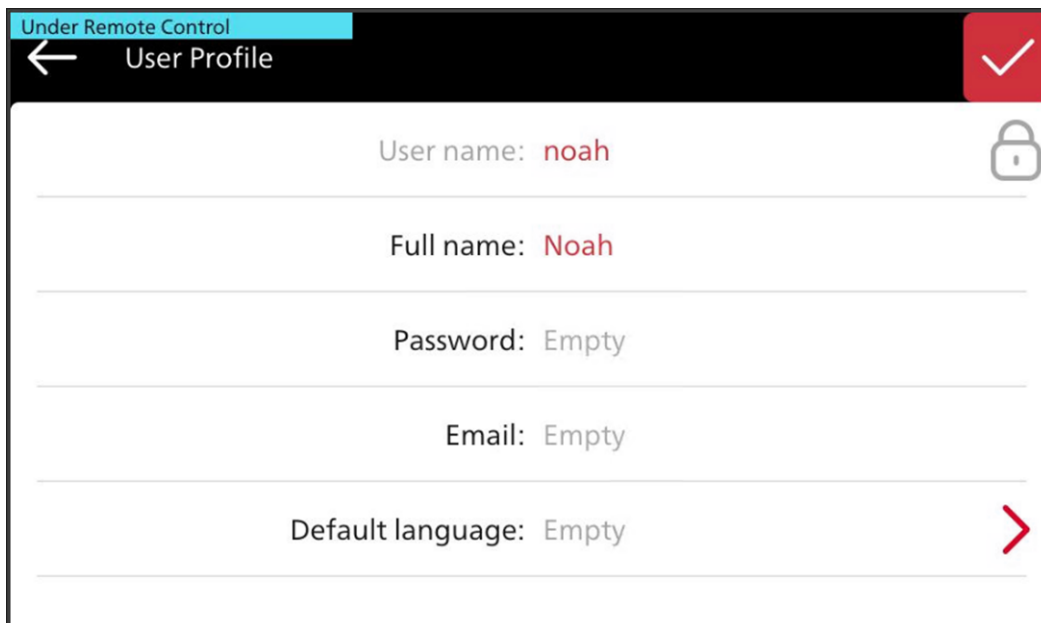 Under Remote Control
User Profile
User name: noah
Full name: Noah
Password: Empty
Email: Empty
Default language: Empty